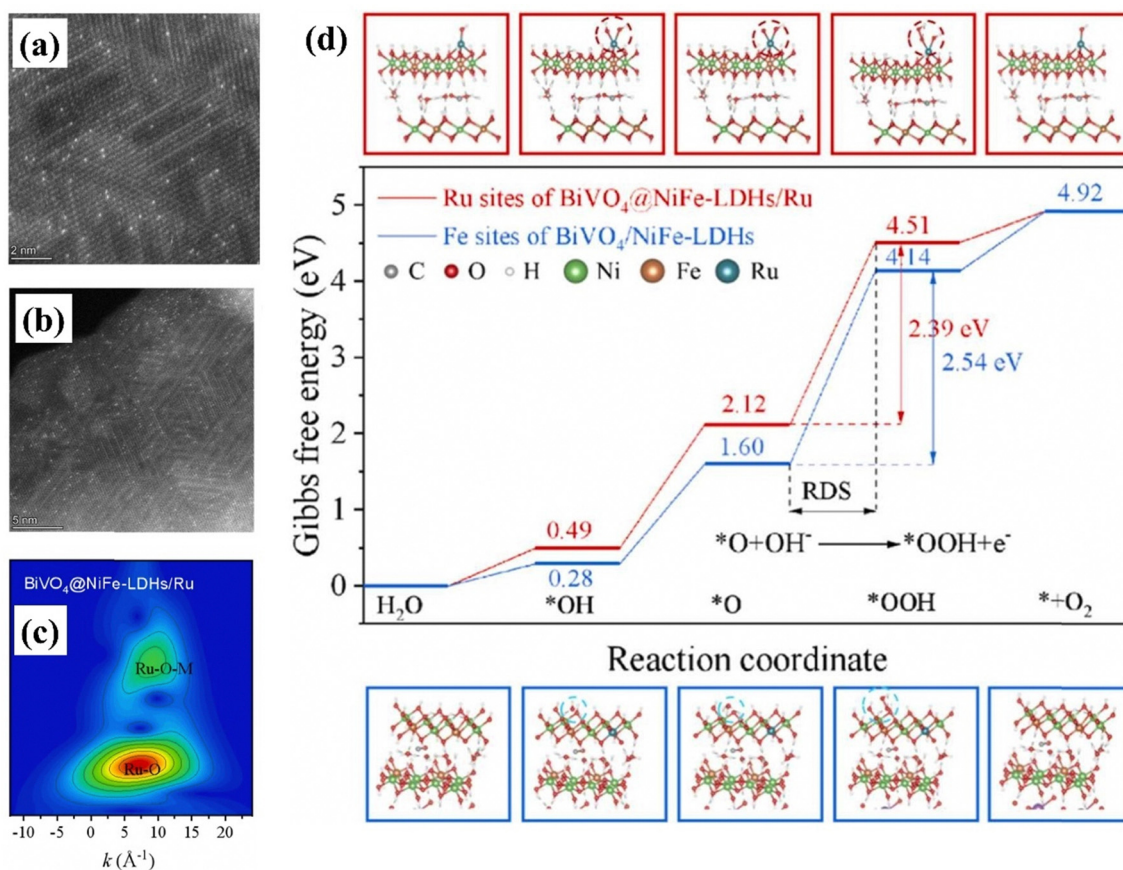 (a)
2 nm
(b)
5 nm
BiVO₄@NiFe-LDHs/Ru
(c)
Ru-O-M
Ru-O
-10 -5 0 5 10 15 20
k (Å⁻¹)
(d)
Gibbs free energy (eV)
5
4
3
2
1
0
Ru sites of BiVO₄@NiFe-LDHs/Ru
Fe sites of BiVO₄/NiFe-LDHs
C O H Ni Fe Ru
4.92
4.51
4.14
2.39 eV
2.54 eV
2.12
1.60
RDS
0.49
0.28
*O+OH⁻ → *OOH+e⁻
H₂O *OH *O *OOH *+O₂
Reaction coordinate